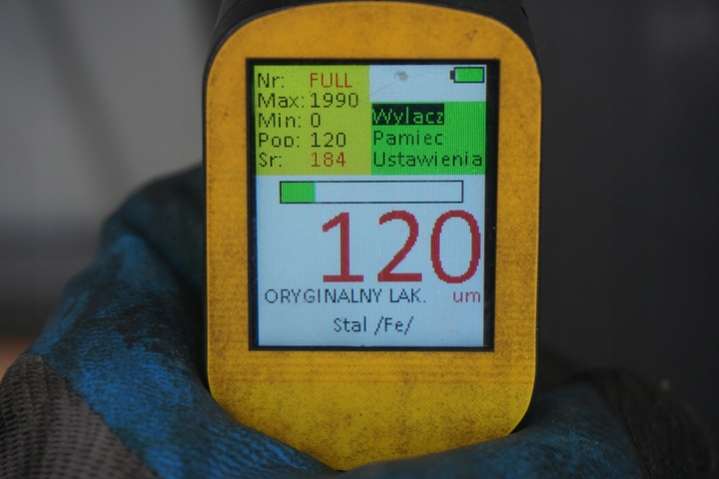 Nr: FULL
Max: 1990
Min: 0
Pop: 120
Sr: 184
Wylacz
Pamiec
Ustawienia
120
ORYGINALNY LAK. um
Stal /Fe/